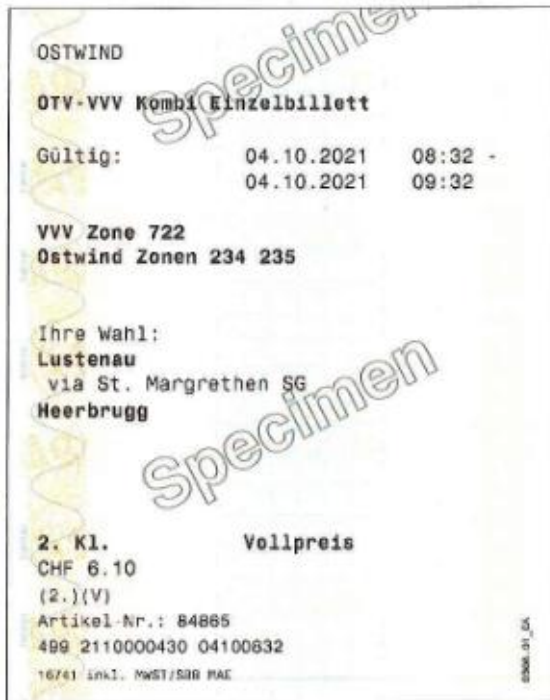 OSTWIND
Specimen
OTV-VVV Kombi Einzelbillett
Gültig: 04.10.2021 08:32 -
04.10.2021 09:32
VVV Zone 722
Ostwind Zonen 234 235
Ihre Wahl:
Lustenau
via St. Margrethen SG
Heerbrugg
Specimen
2. Kl. Vollpreis
CHF 6.10
(2.)(V)
Artikel-Nr.: 84865
499 2110000430 04100832
16741 inkl. MwST/SBB MAE